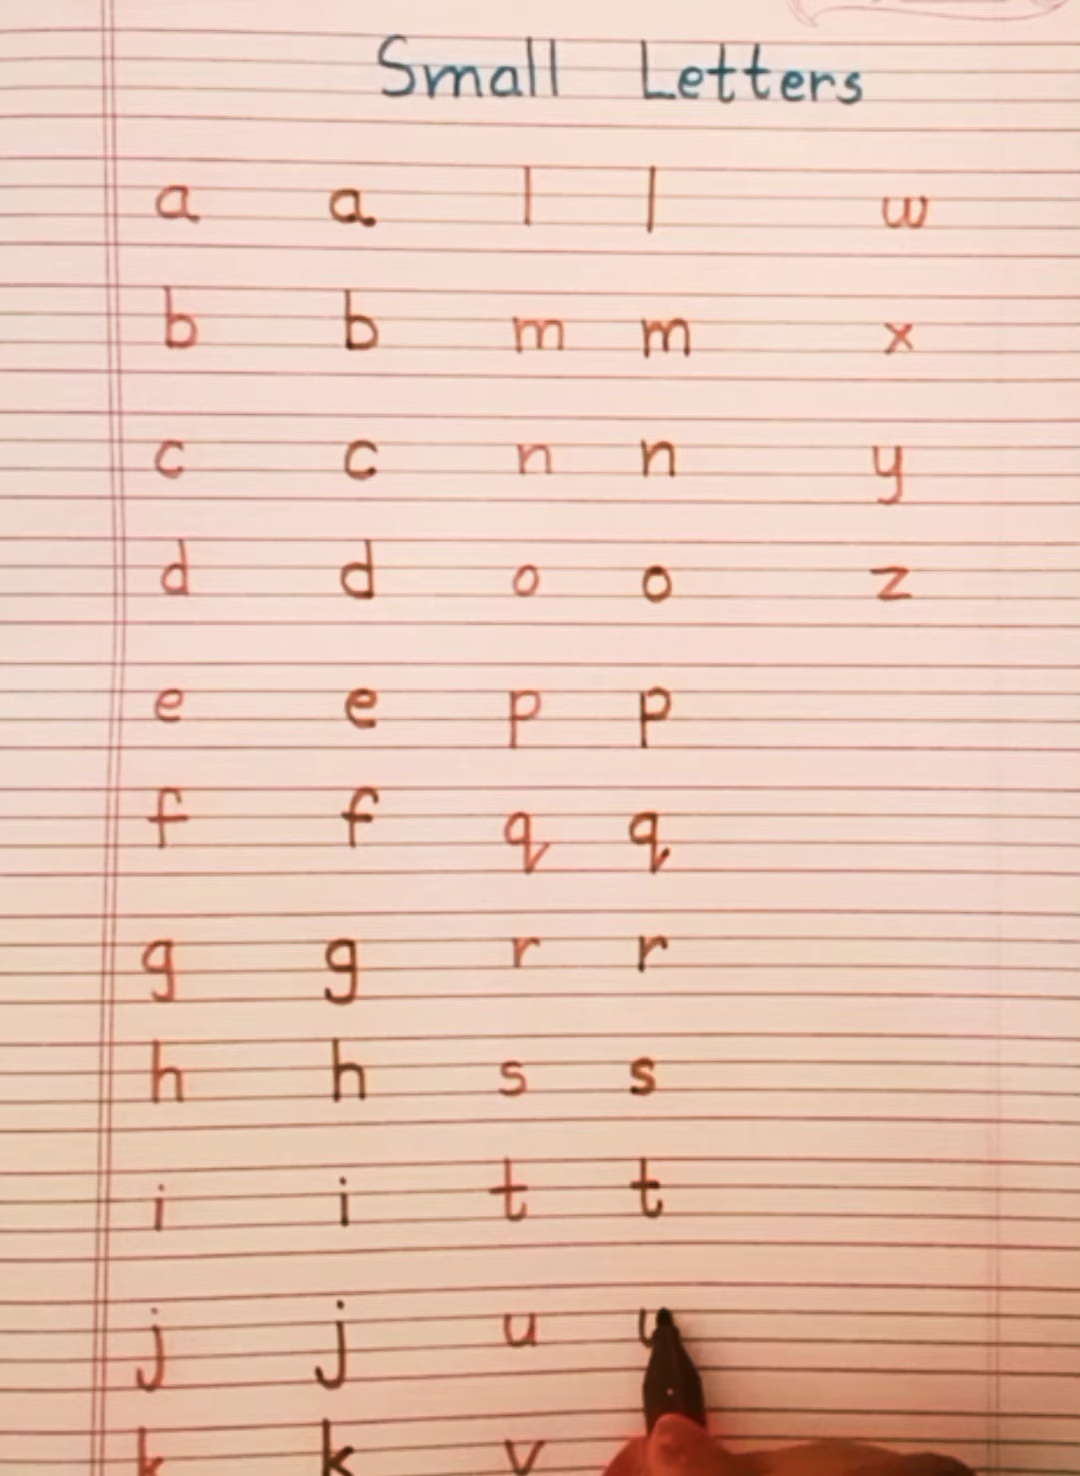 Small Letters
a a l l w
b b m m x
c c n n y
d d o o z
e e p p
f f q q
g g r r
h h s s
i i t t
j j u u
k k v